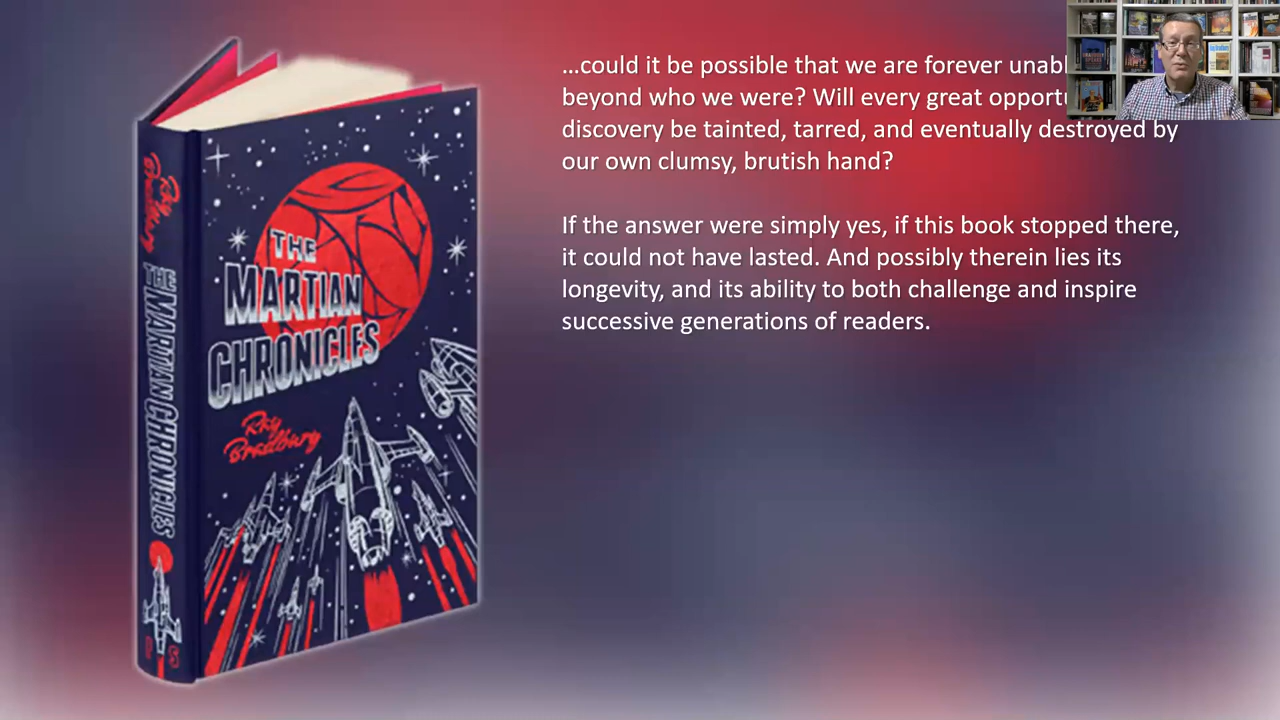 …could it be possible that we are forever
beyond who we were? Will every great
discovery be tainted, tarred, and eventually destroyed by
our own clumsy, brutish hand?
If the answer were simply yes, if this book stopped there,
it could not have lasted. And possibly therein lies its
longevity, and its ability to both challenge and inspire
successive generations of readers.
THE
MARTIAN
CHRONICLES
Ray
Bradbury
Ray
Bradbury
THE MARTIAN CHRONICLES